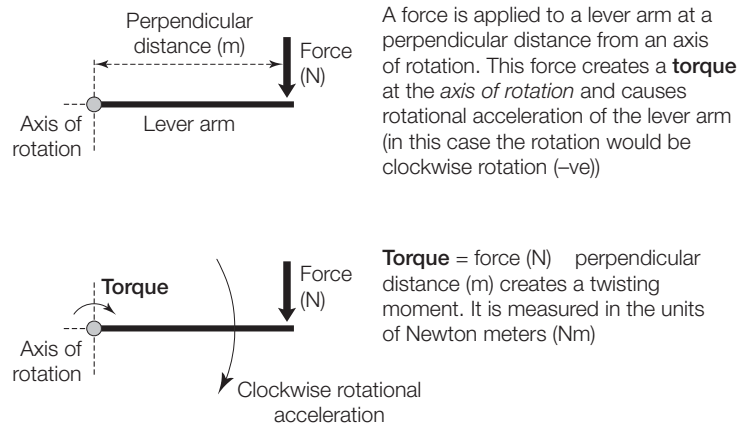 Perpendicular
distance (m)
Force
(N)
Axis of
rotation
Lever arm
A force is applied to a lever arm at a
perpendicular distance from an axis
of rotation. This force creates a torque
at the axis of rotation and causes
rotational acceleration of the lever arm
(in this case the rotation would be
clockwise rotation (–ve))
Torque
Force
(N)
Axis of
rotation
Clockwise rotational
acceleration
Torque = force (N) perpendicular
distance (m) creates a twisting
moment. It is measured in the units
of Newton meters (Nm)